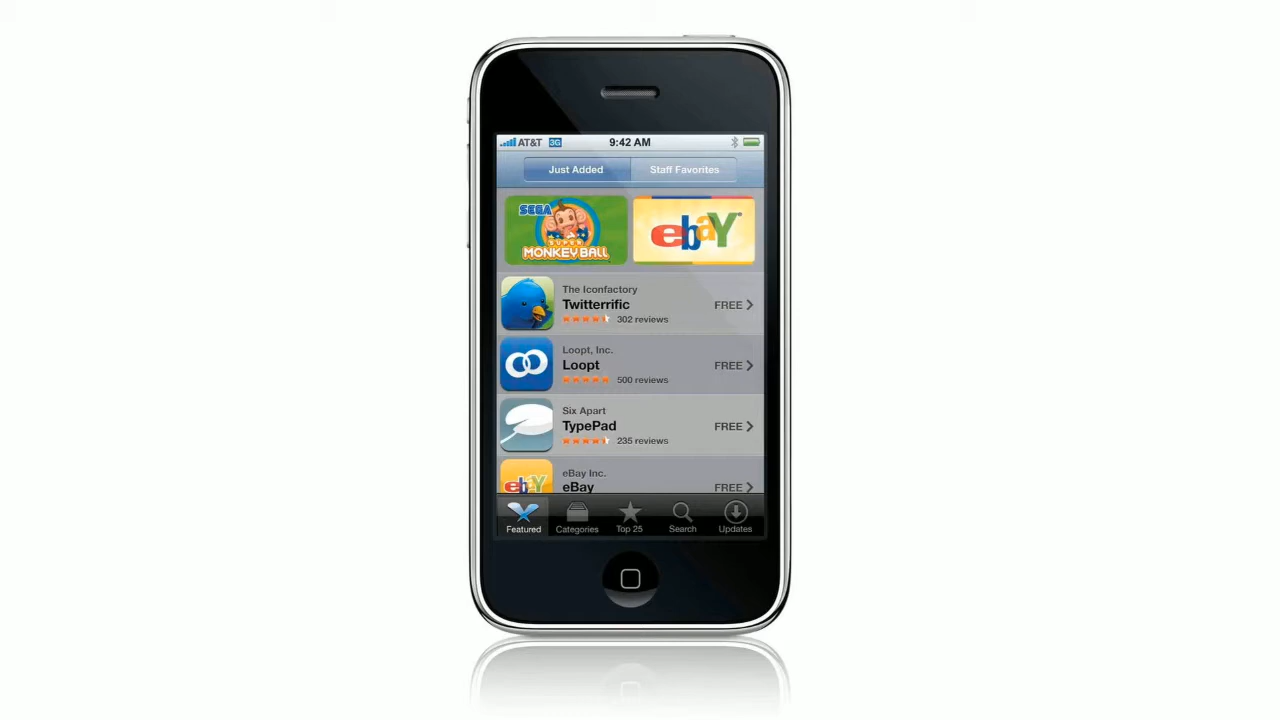 AT&T 3G 9:42 AM
Just Added Staff Favorites
SEGA
SUPER
MONKEY BALL
ebaY
The Iconfactory
Twitterrific FREE
302 reviews
Loopt, Inc.
Loopt FREE
500 reviews
Six Apart
TypePad FREE
235 reviews
eBay Inc.
ebY
eBay FREE
Featured Categories Top 25 Search Updates